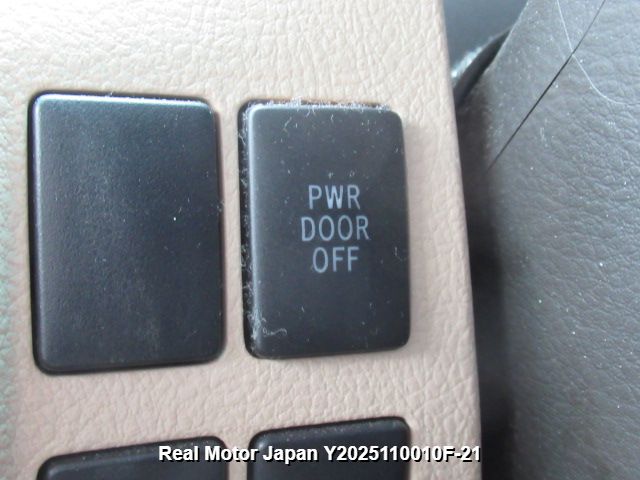 PWR
DOOR
OFF
Real Motor Japan Y2025110010F-21